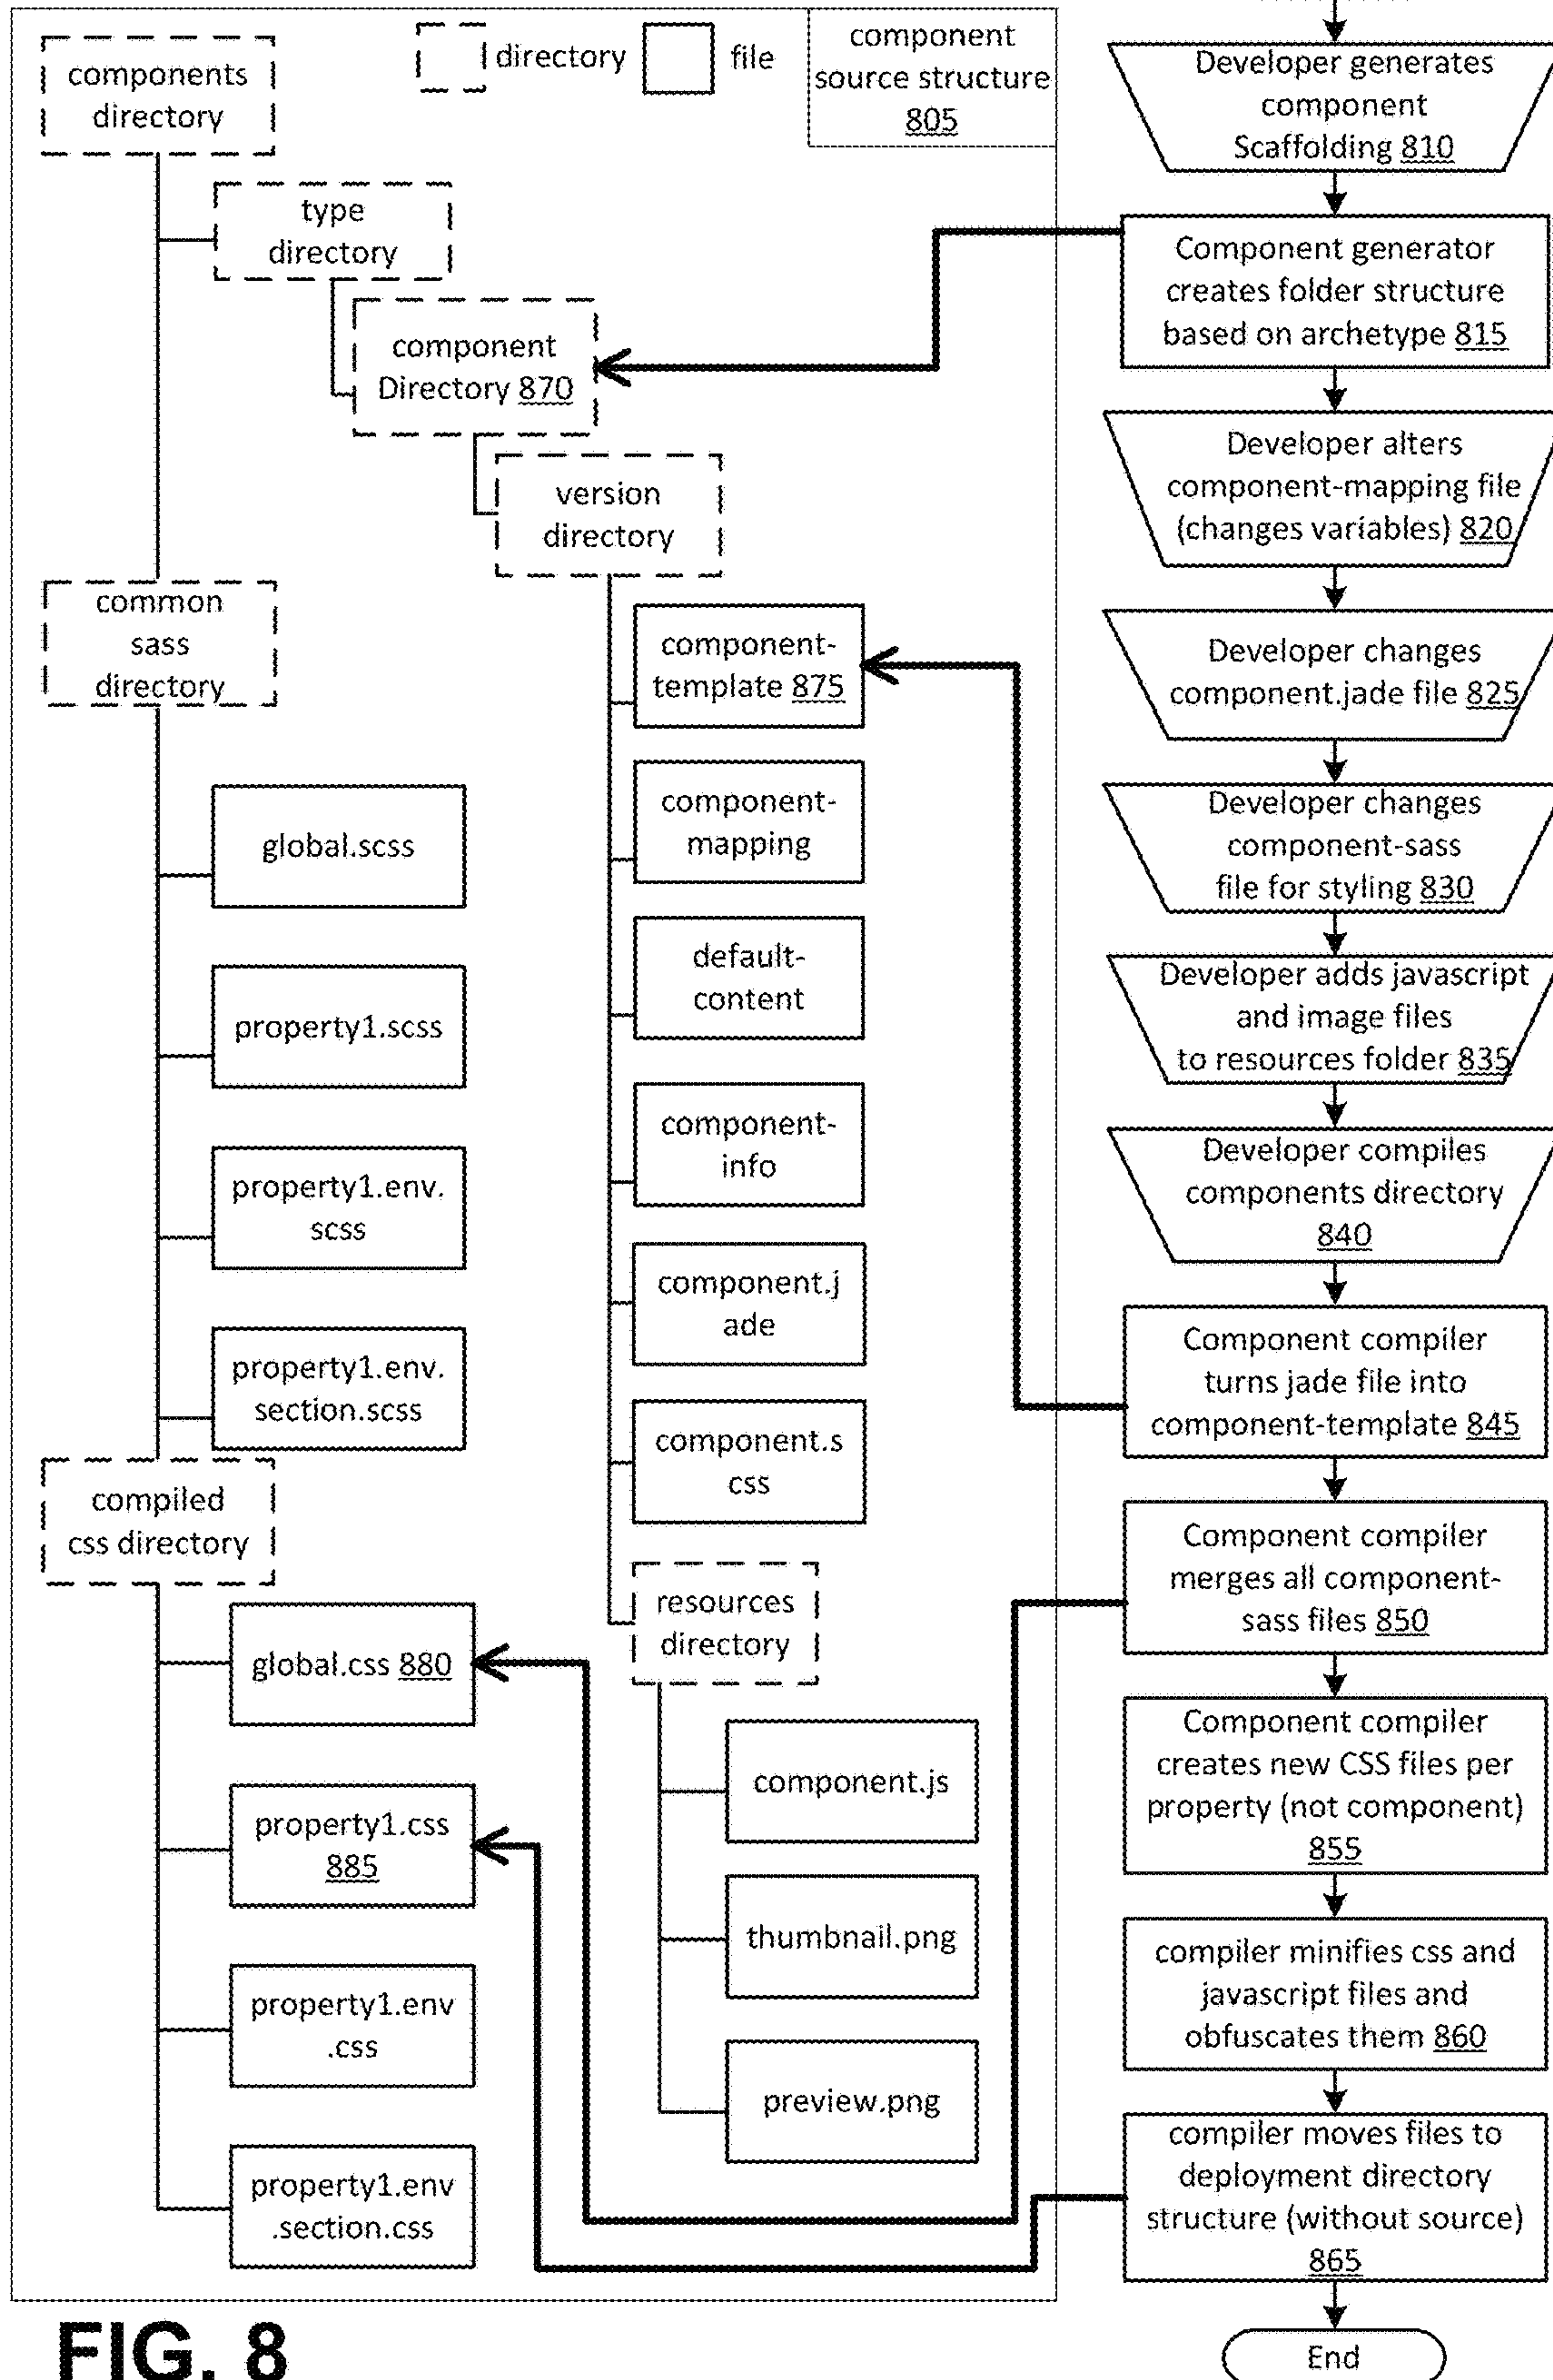 components
directory
directory
file
component
source structure
805
type
directory
component
Directory 870
version
directory
common
sass
directory
component-
template 875
component-
mapping
default-
content
component-
info
component.j
ade
component.s
css
resources
directory
component.js
thumbnail.png
preview.png
global.scss
property1.scss
property1.env.
scss
property1.env.
section.scss
compiled
css directory
global.css 880
property1.css
885
property1.env
.css
property1.env
.section.css
Developer generates
component
Scaffolding 810
Component generator
creates folder structure
based on archetype 815
Developer alters
component-mapping file
(changes variables) 820
Developer changes
component.jade file 825
Developer changes
component-sass
file for styling 830
Developer adds javascript
and image files
to resources folder 835
Developer compiles
components directory
840
Component compiler
turns jade file into
component-template 845
Component compiler
merges all component-
sass files 850
Component compiler
creates new CSS files per
property (not component)
855
compiler minifies css and
javascript files and
obfuscates them 860
compiler moves files to
deployment directory
structure (without source)
865
End
FIG. 8